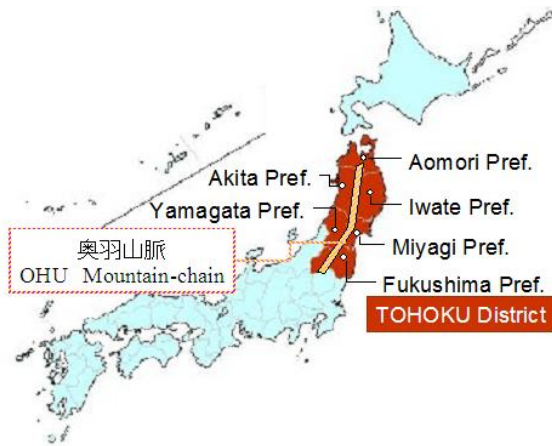 Aomori Pref.
Akita Pref.
Iwate Pref.
Yamagata Pref.
Miyagi Pref.
奥羽山脈
OHU Mountain-chain
Fukushima Pref.
TOHOKU District